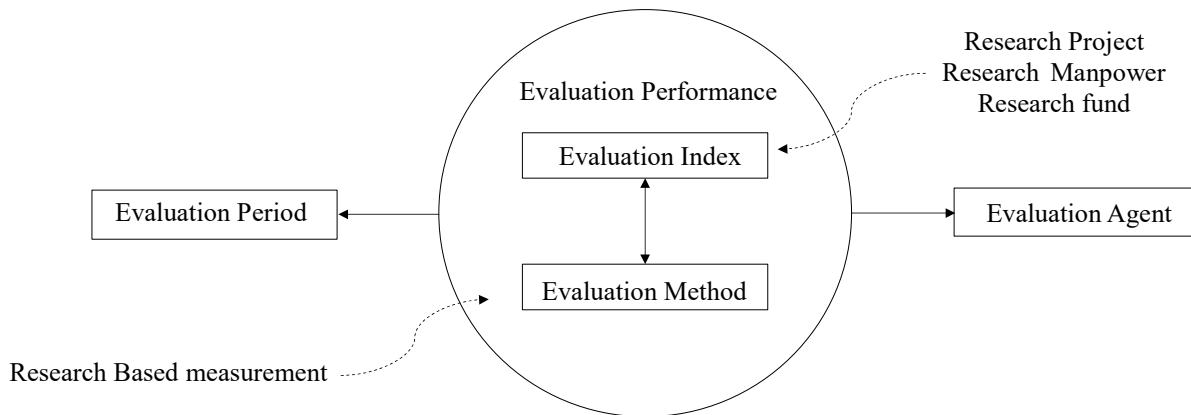 Research Project
Research Manpower
Research fund
Evaluation Performance
Evaluation Index
Evaluation Period
Evaluation Agent
Evaluation Method
Research Based measurement